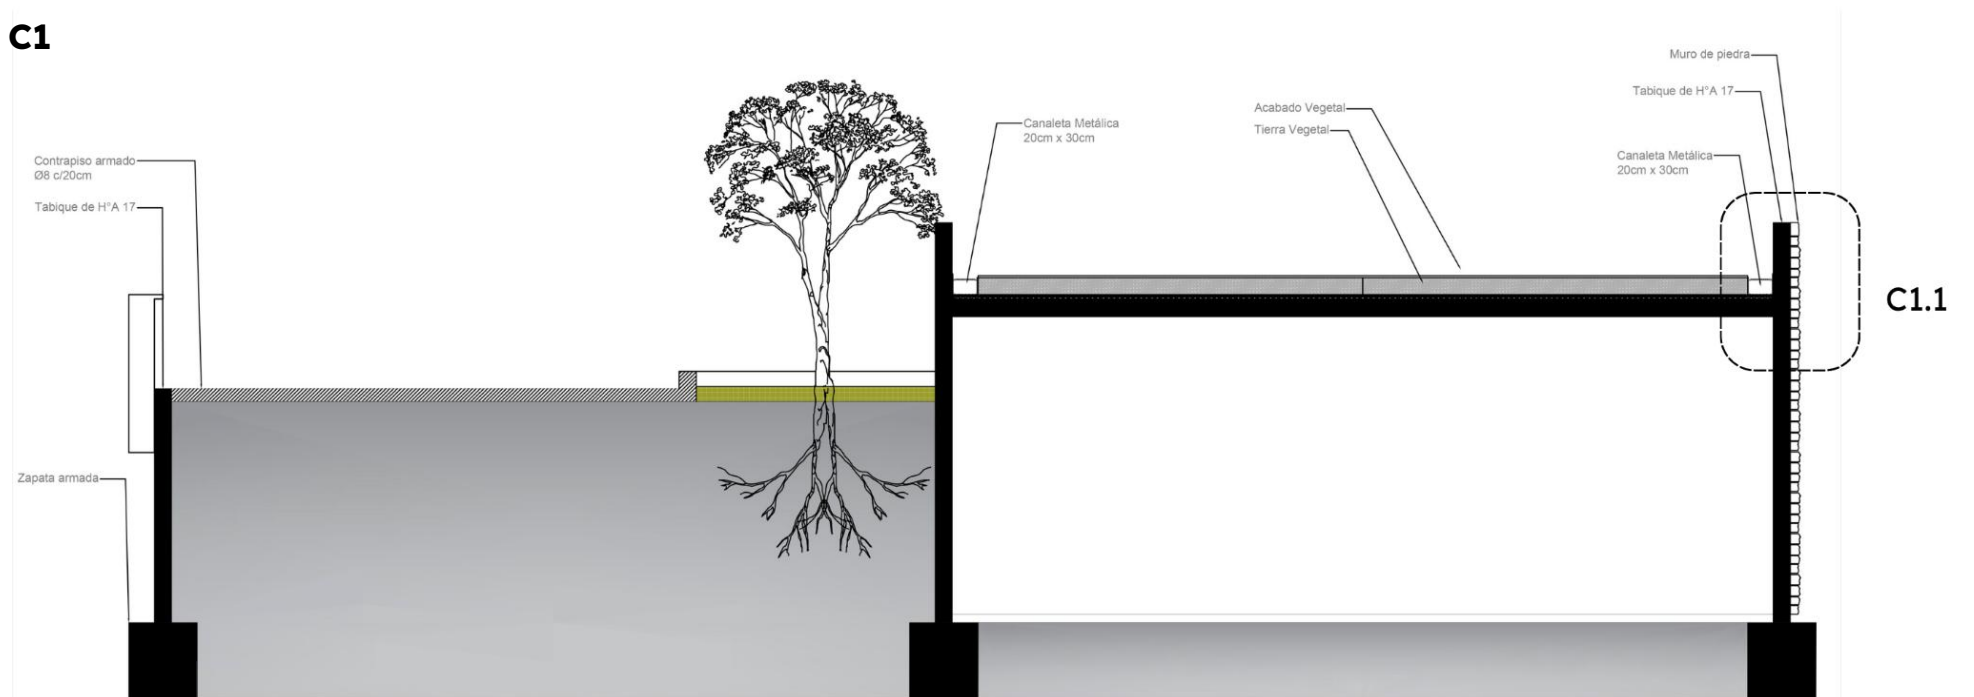 C1
Muro de piedra
Tabique de H°A 17
Acabado Vegetal
Canaleta Metálica
20cm x 30cm
Tierra Vegetal
Contrapiso armado
Ø8 c/20cm
Canaleta Metálica
20cm x 30cm
Tabique de H°A 17
C1.1
Zapata armada